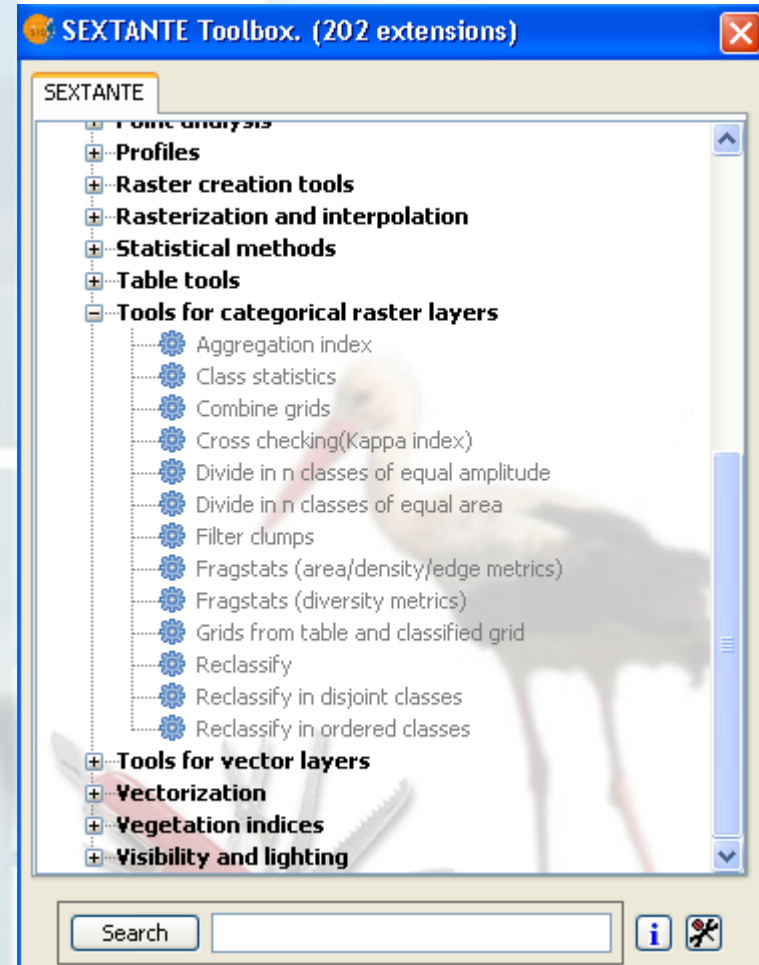 SEXTANTE Toolbox. (202 extensions)
SEXTANTE
Point analysis
Profiles
Raster creation tools
Rasterization and interpolation
Statistical methods
Table tools
Tools for categorical raster layers
Aggregation index
Class statistics
Combine grids
Cross checking(Kappa index)
Divide in n classes of equal amplitude
Divide in n classes of equal area
Filter clumps
Fragstats (area/density/edge metrics)
Fragstats (diversity metrics)
Grids from table and classified grid
Reclassify
Reclassify in disjoint classes
Reclassify in ordered classes
Tools for vector layers
Vectorization
Vegetation indices
Visibility and lighting
Search